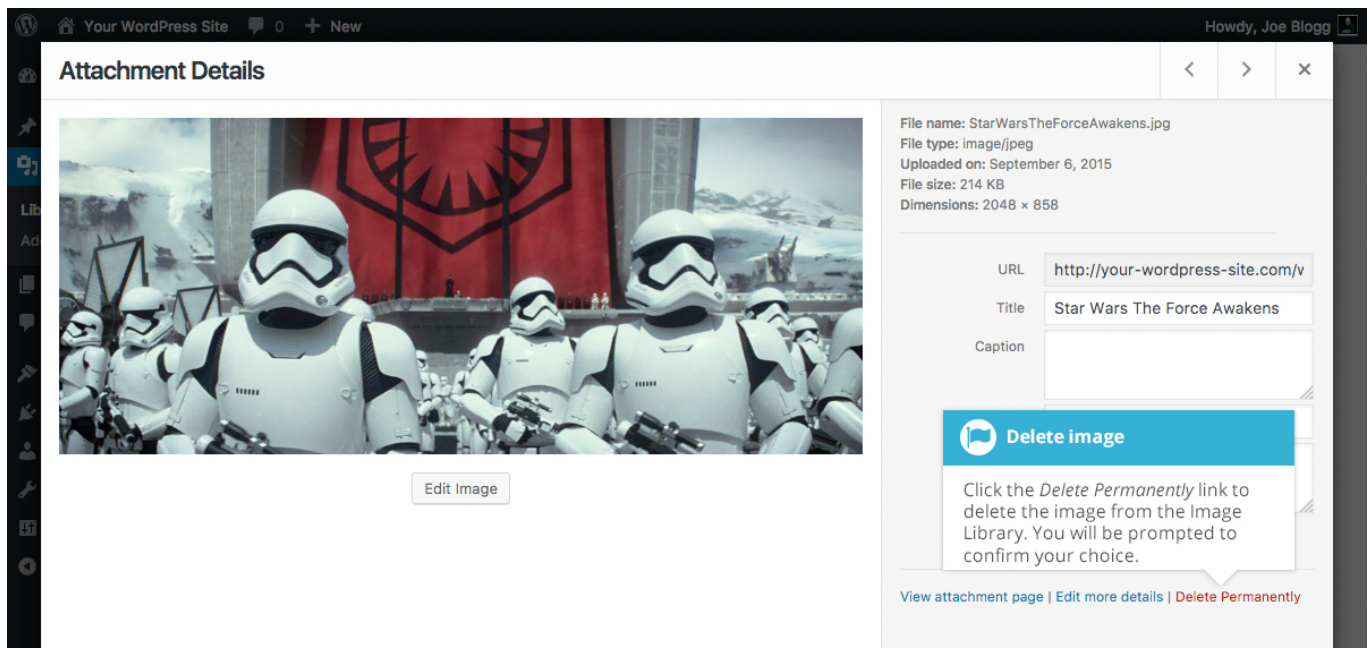 Your WordPress Site 0 + New Howdy, Joe Blogg
Attachment Details
File name: StarWarsTheForceAwakens.jpg
File type: image/jpeg
Uploaded on: September 6, 2015
File size: 214 KB
Dimensions: 2048 × 858
Lib
Ad
URL http://your-wordpress-site.com/v
Title Star Wars The Force Awakens
Caption
Delete image
Edit Image
Click the Delete Permanently link to
delete the image from the Image
Library. You will be prompted to
confirm your choice.
View attachment page | Edit more details | Delete Permanently